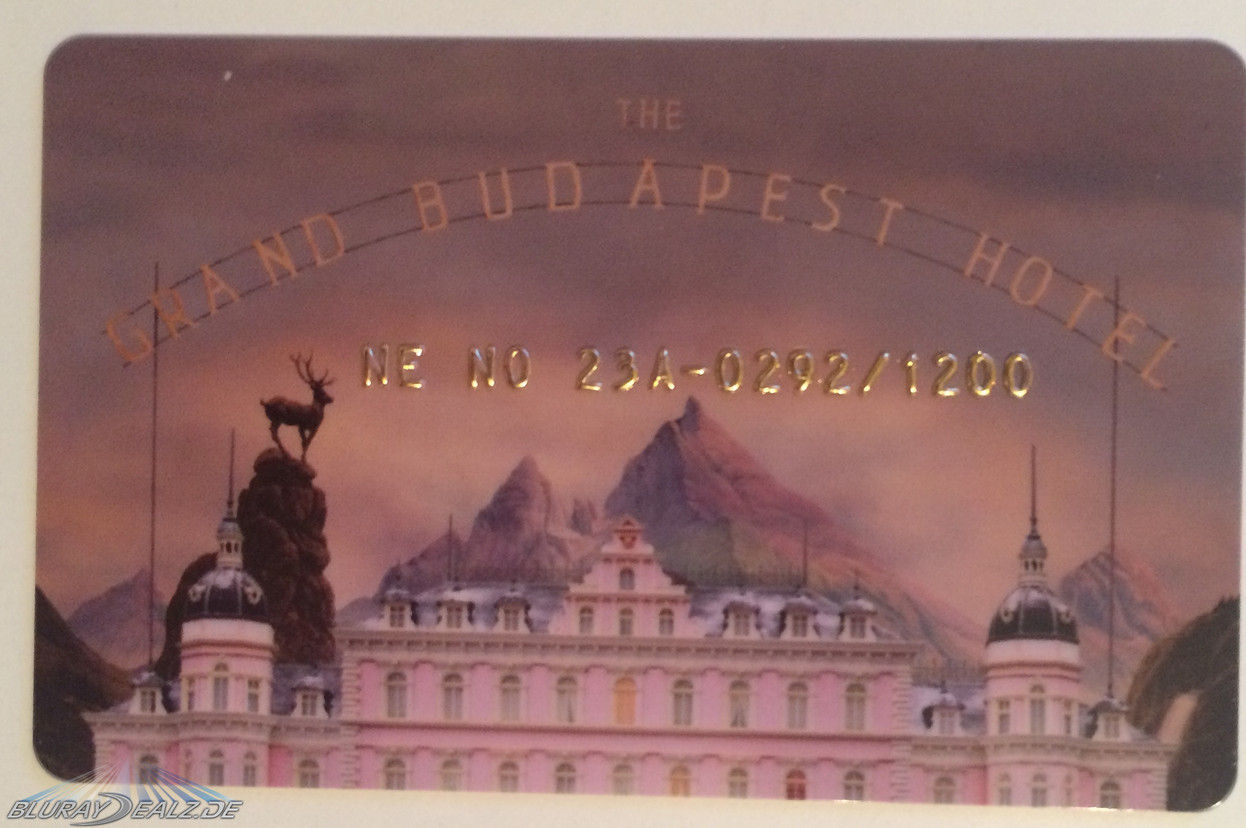 THE
GRAND BUDAPEST HOTEL
NE NO 23A-0292/1200
BLURAYDEALZ.DE